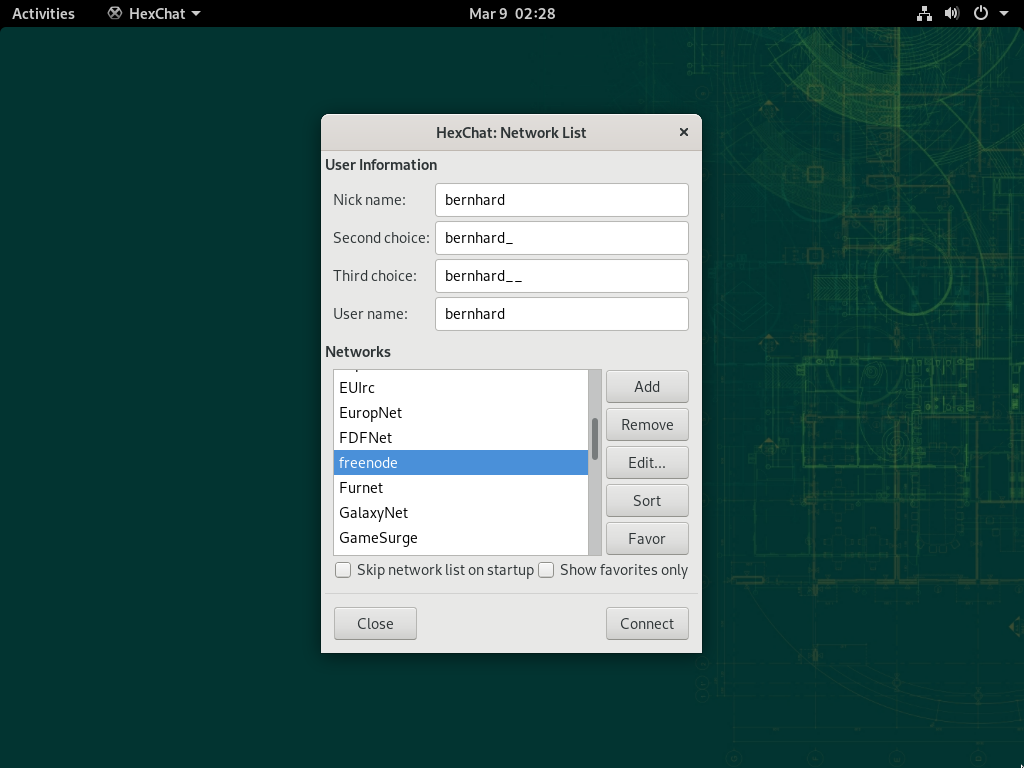 Activities HexChat Mar 9 02:28
HexChat: Network List
User Information
Nick name: bernhard
Second choice: bernhard_
Third choice: bernhard__
User name: bernhard
Networks
EUIrc Add
EuropNet
FDFNet Remove
freenode Edit...
Furnet
GalaxyNet Sort
GameSurge Favor
Skip network list on startup Show favorites only
Close Connect